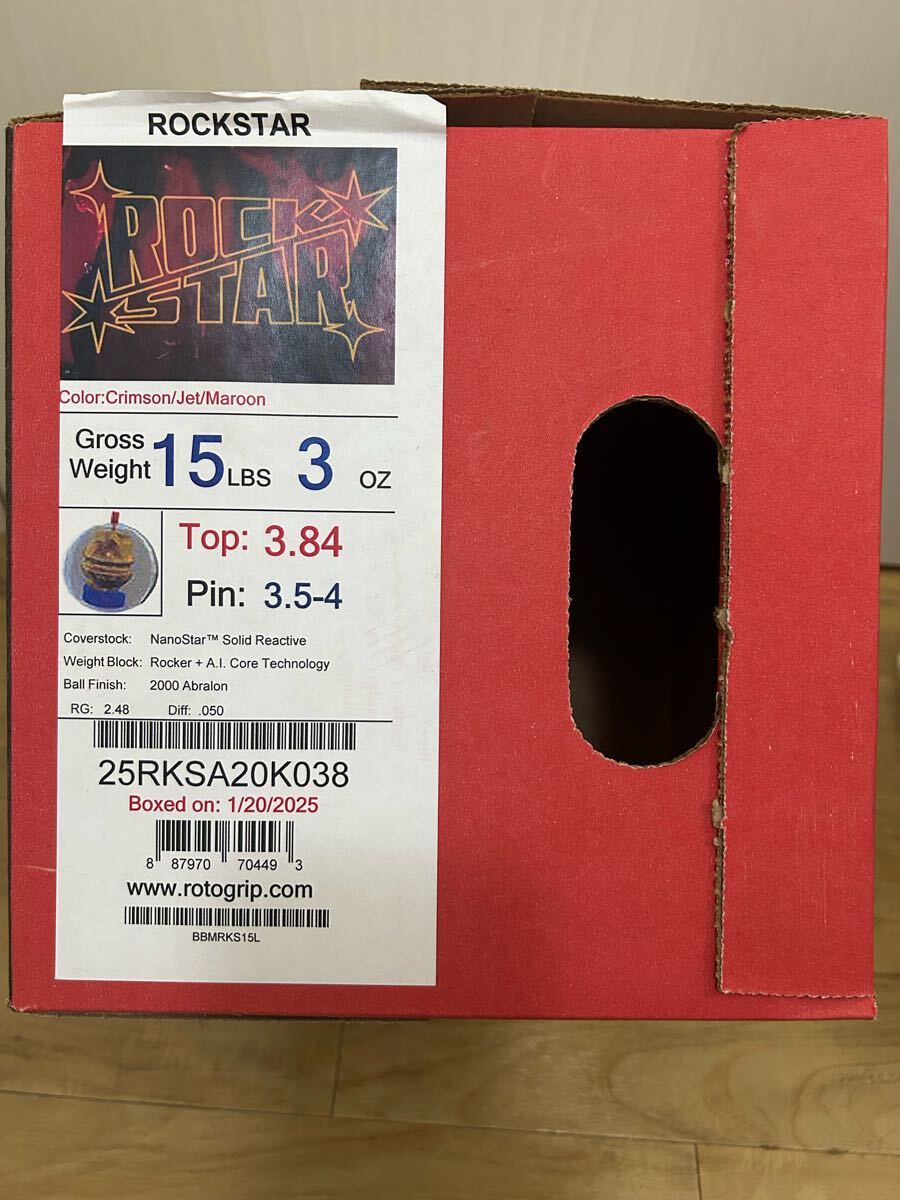 ROCKSTAR
ROCK
STAR
Color:Crimson/Jet/Maroon
Gross Weight 15 LBS 3 OZ
Top: 3.84
Pin: 3.5-4
Coverstock: NanoStar™ Solid Reactive
Weight Block: Rocker + A.I. Core Technology
Ball Finish: 2000 Abralon
RG: 2.48 Diff: .050
25RKSA20K038
Boxed on: 1/20/2025
8 87970 70449 3
www.rotogrip.com
BBMRKS15L